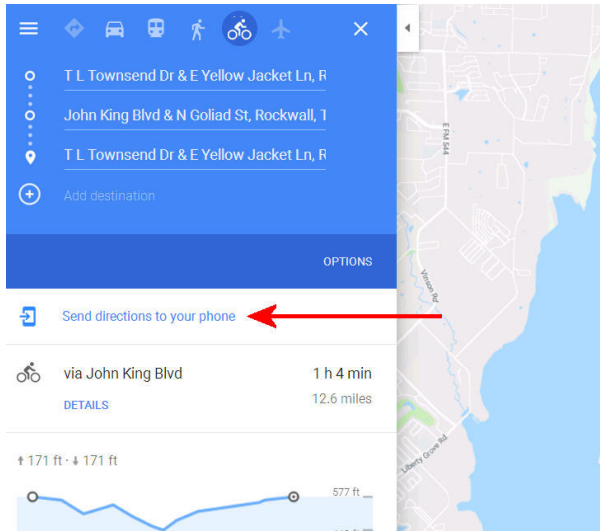 T L Townsend Dr & E Yellow Jacket Ln, R
John King Blvd & N Goliad St, Rockwall, T
T L Townsend Dr & E Yellow Jacket Ln, R
Add destination
OPTIONS
Send directions to your phone
via John King Blvd 1 h 4 min
DETAILS 12.6 miles
171 ft · 171 ft
577 ft
E FM 544
Vinson Rd
Liberty Grove Rd